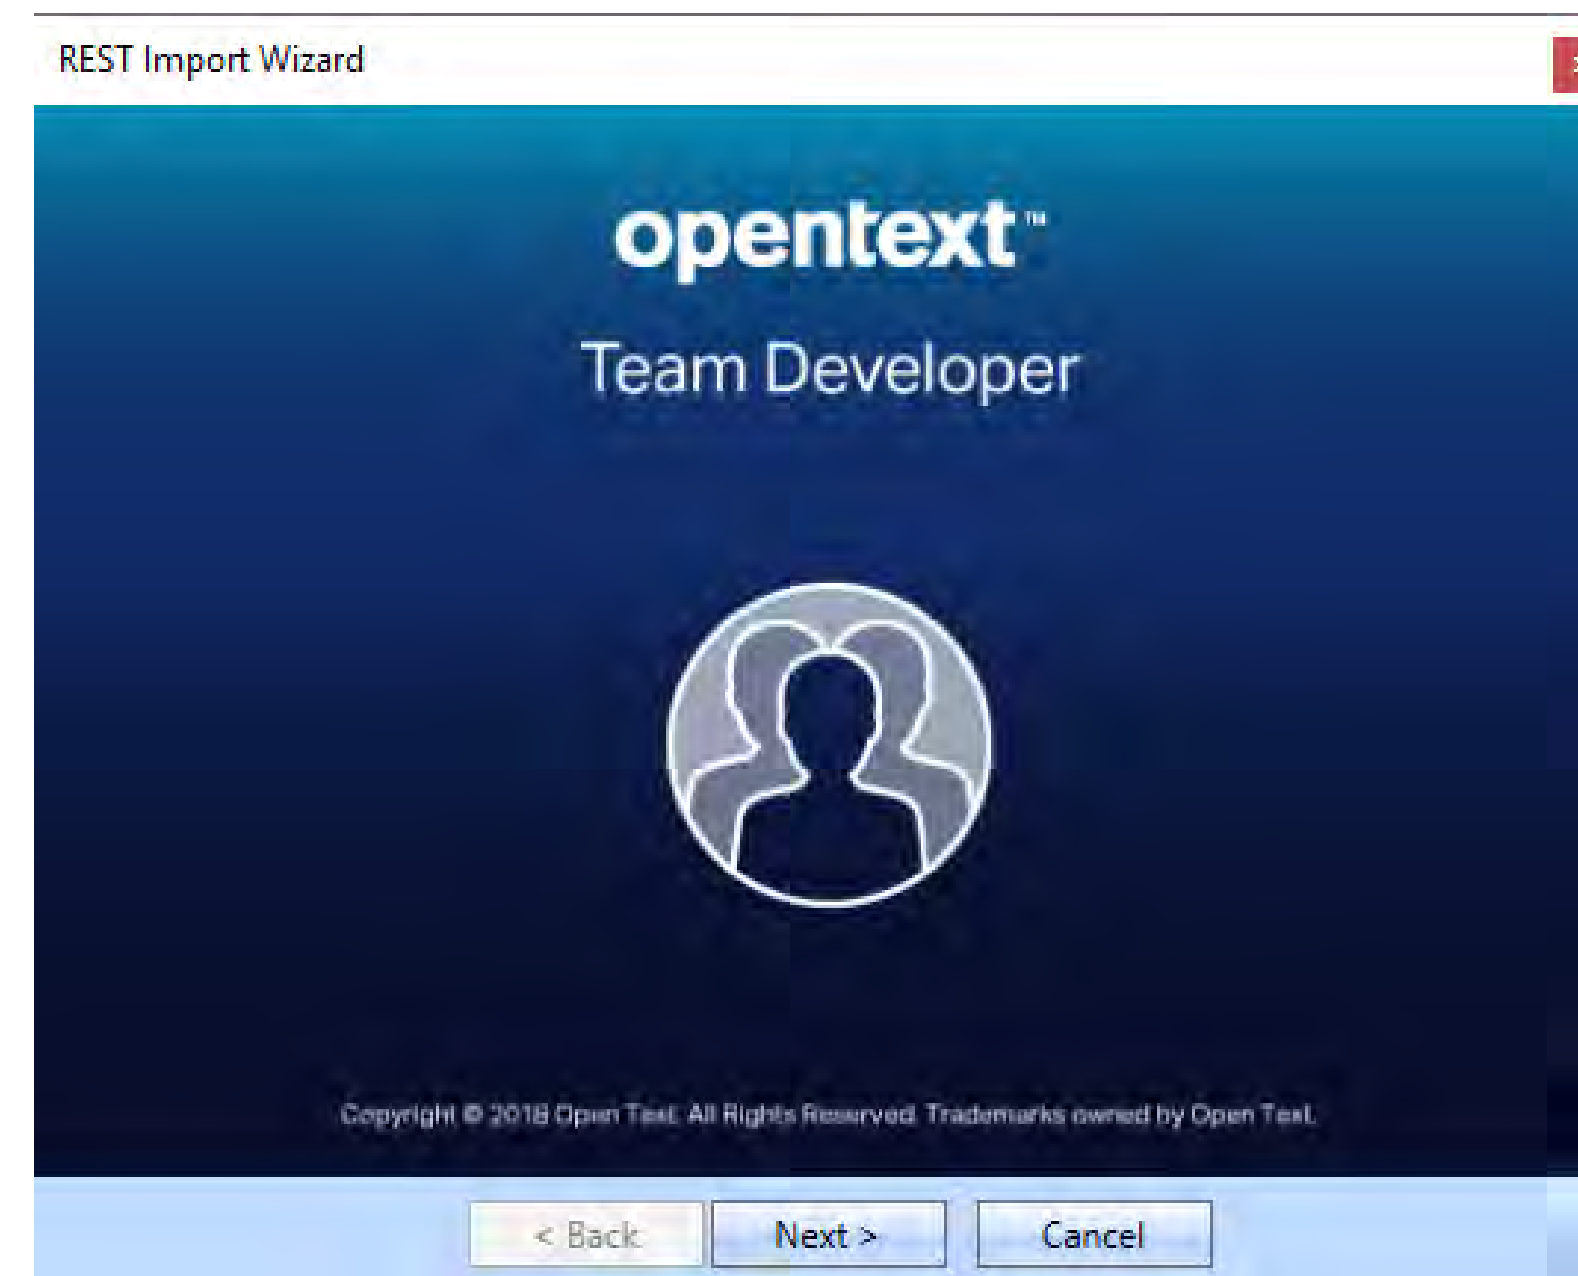 REST Import Wizard
opentext™
Team Developer
Copyright © 2018 Open Text. All Rights Reserved. Trademarks owned by Open Text.
< Back
Next >
Cancel